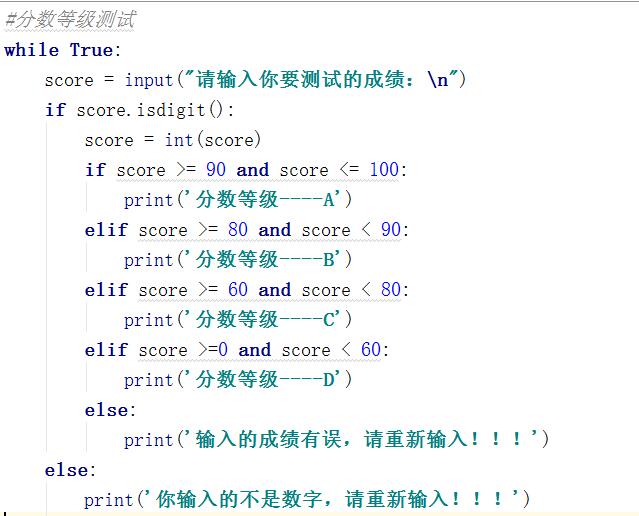 #分数等级测试
while True:
    score = input("请输入你要测试的成绩：\n")
    if score.isdigit():
        score = int(score)
        if score >= 90 and score <= 100:
            print('分数等级----A')
        elif score >= 80 and score < 90:
            print('分数等级----B')
        elif score >= 60 and score < 80:
            print('分数等级----C')
        elif score >=0 and score < 60:
            print('分数等级----D')
        else:
            print('输入的成绩有误，请重新输入！！！')
    else:
        print('你输入的不是数字，请重新输入！！！')